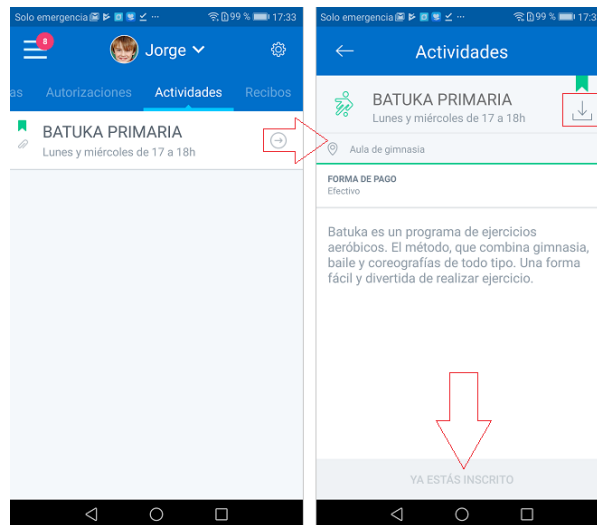 Solo emergencia 99 % 17:33
8
Jorge
as Autorizaciones Actividades Recibos
BATUKA PRIMARIA
Lunes y miércoles de 17 a 18h
Solo emergencia 99 % 17:3
Actividades
BATUKA PRIMARIA
Lunes y miércoles de 17 a 18h
Aula de gimnasia
FORMA DE PAGO
Efectivo
Batuka es un programa de ejercicios
aeróbicos. El método, que combina gimnasia,
baile y coreografías de todo tipo. Una forma
fácil y divertida de realizar ejercicio.
YA ESTÁS INSCRITO